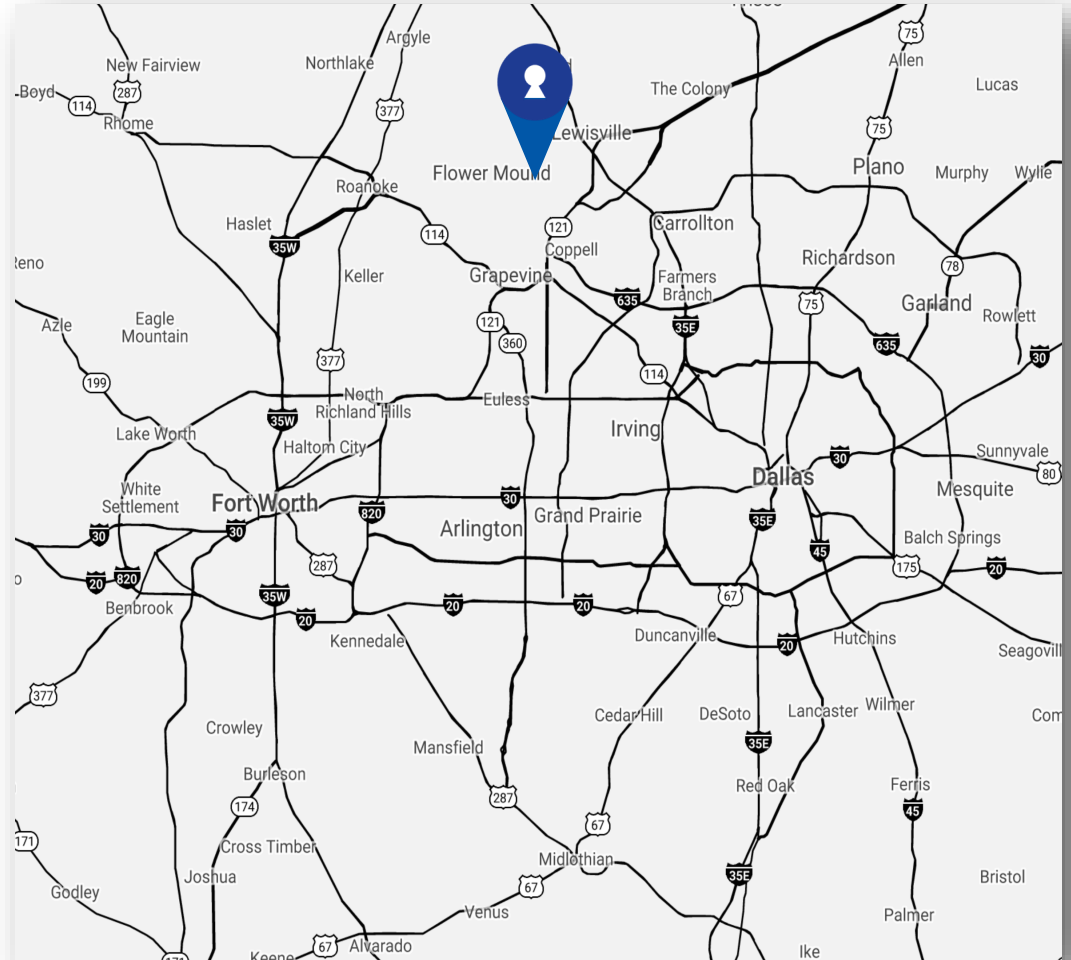 Argyle
75
New Fairview
Northlake
Allen
287
The Colony
Lucas
Boyd
114
377
Rhome
75
Lewisville
Plano
Flower Mound
Murphy
Wylie
Roanoke
Haslet
121
Carrollton
114
35W
Coppell
Richardson
78
Keller
Grapevine
Farmers
Branch
635
75
Garland
Rowlett
Azle
Eagle
Mountain
121
35E
360
635
30
377
114
199
North
Richland Hills
Euless
35W
Irving
Lake Worth
Haltom City
30
Sunnyvale
80
Dallas
White
Settlement
Fort Worth
30
Mesquite
820
Grand Prairie
35E
Arlington
30
30
45
Balch Springs
287
175
20
20
820
35W
67
Benbrook
20
20
20
Kennedale
Duncanville
20
Hutchins
377
Wilmer
Lancaster
Cedar Hill
DeSoto
Crowley
35E
Mansfield
Burleson
Red Oak
Ferris
287
174
45
67
171
Cross Timber
Midlothian
35E
Joshua
Bristol
67
Godley
Venus
Palmer
67
Alvarado
Ike
Keene